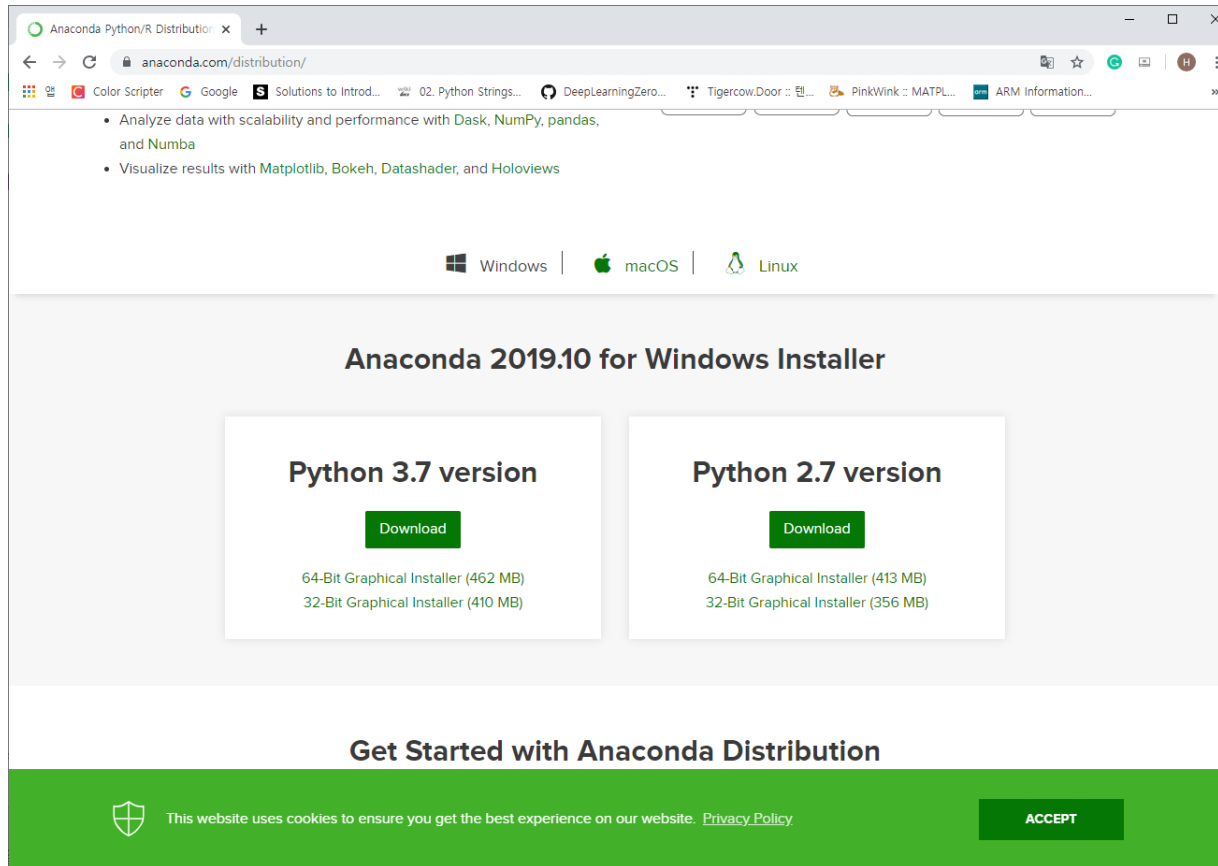 Anaconda Python/R Distribution
anaconda.com/distribution/
H
앱 Color Scripter Google Solutions to Introd... 02. Python Strings... DeepLearningZero... Tigercow.Door :: 텐... PinkWink :: MATPL... arm ARM Information...
Analyze data with scalability and performance with Dask, NumPy, pandas,
and Numba
Visualize results with Matplotlib, Bokeh, Datashader, and Holoviews
Windows macOS Linux
Anaconda 2019.10 for Windows Installer
Python 3.7 version
Download
64-Bit Graphical Installer (462 MB)
32-Bit Graphical Installer (410 MB)
Python 2.7 version
Download
64-Bit Graphical Installer (413 MB)
32-Bit Graphical Installer (356 MB)
Get Started with Anaconda Distribution
This website uses cookies to ensure you get the best experience on our website. Privacy Policy
ACCEPT